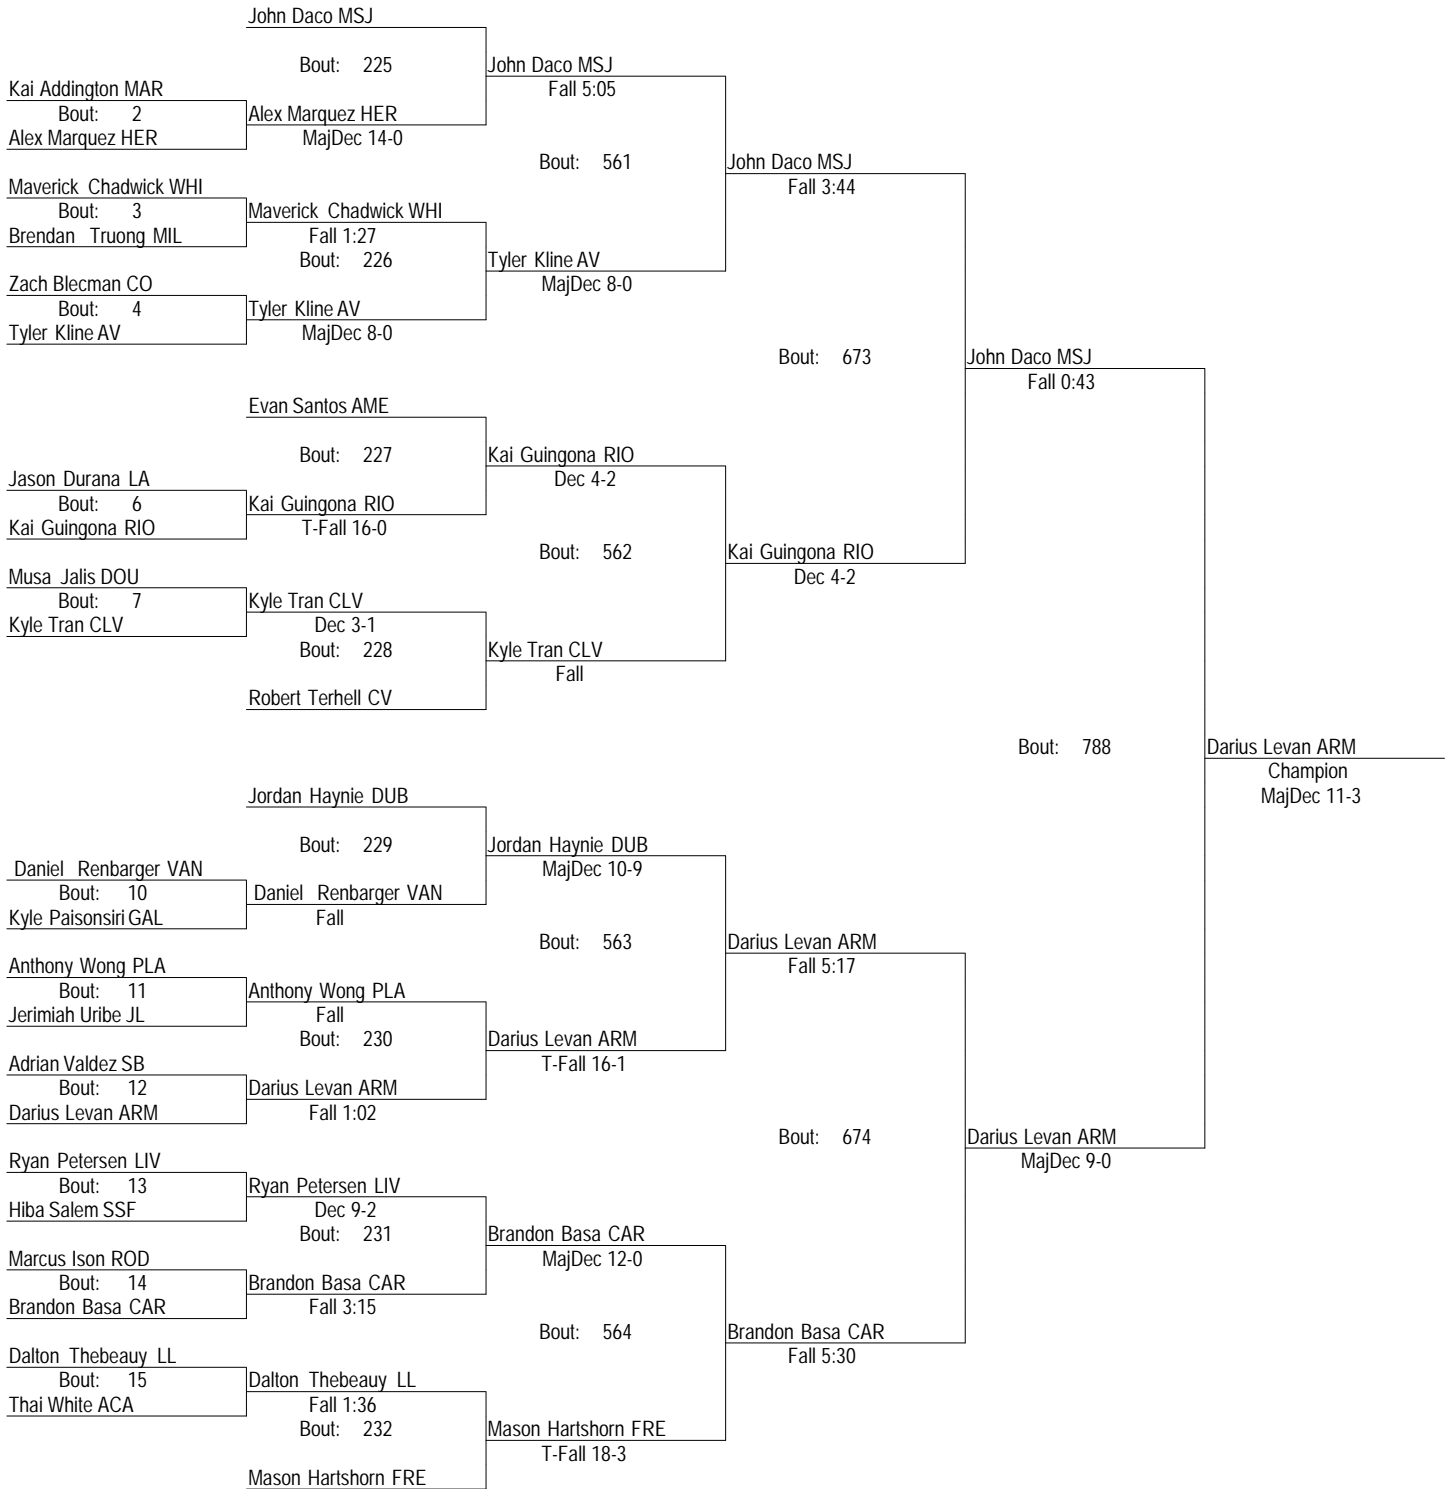 John Daco MSJ
Bout: 225
John Daco MSJ
Kai Addington MAR
Fall 5:05
Bout: 2
Alex Marquez HER
Alex Marquez HER
MajDec 14-0
Bout: 561
John Daco MSJ
Maverick Chadwick WHI
Fall 3:44
Bout: 3
Maverick Chadwick WHI
Brendan Truong MIL
Fall 1:27
Bout: 226
Tyler Kline AV
Zach Blecman CO
MajDec 8-0
Bout: 4
Tyler Kline AV
Tyler Kline AV
MajDec 8-0
Bout: 673
John Daco MSJ
Fall 0:43
Evan Santos AME
Bout: 227
Kai Guingona RIO
Jason Durana LA
Dec 4-2
Bout: 6
Kai Guingona RIO
Kai Guingona RIO
T-Fall 16-0
Bout: 562
Kai Guingona RIO
Musa Jalis DOU
Dec 4-2
Bout: 7
Kyle Tran CLV
Kyle Tran CLV
Dec 3-1
Bout: 228
Kyle Tran CLV
Fall
Robert Terhell CV
Bout: 788
Darius Levan ARM
Champion
MajDec 11-3
Jordan Haynie DUB
Bout: 229
Jordan Haynie DUB
Daniel Renbarger VAN
MajDec 10-9
Bout: 10
Daniel Renbarger VAN
Kyle Paisonsiri GAL
Fall
Bout: 563
Darius Levan ARM
Anthony Wong PLA
Fall 5:17
Bout: 11
Anthony Wong PLA
Jerimiah Uribe JL
Fall
Bout: 230
Darius Levan ARM
Adrian Valdez SB
T-Fall 16-1
Bout: 12
Darius Levan ARM
Darius Levan ARM
Fall 1:02
Bout: 674
Darius Levan ARM
Ryan Petersen LIV
MajDec 9-0
Bout: 13
Ryan Petersen LIV
Hiba Salem SSF
Dec 9-2
Bout: 231
Brandon Basa CAR
Marcus Ison ROD
MajDec 12-0
Bout: 14
Brandon Basa CAR
Brandon Basa CAR
Fall 3:15
Bout: 564
Brandon Basa CAR
Dalton Thebeauy LL
Fall 5:30
Bout: 15
Dalton Thebeauy LL
Thai White ACA
Fall 1:36
Bout: 232
Mason Hartshorn FRE
T-Fall 18-3
Mason Hartshorn FRE